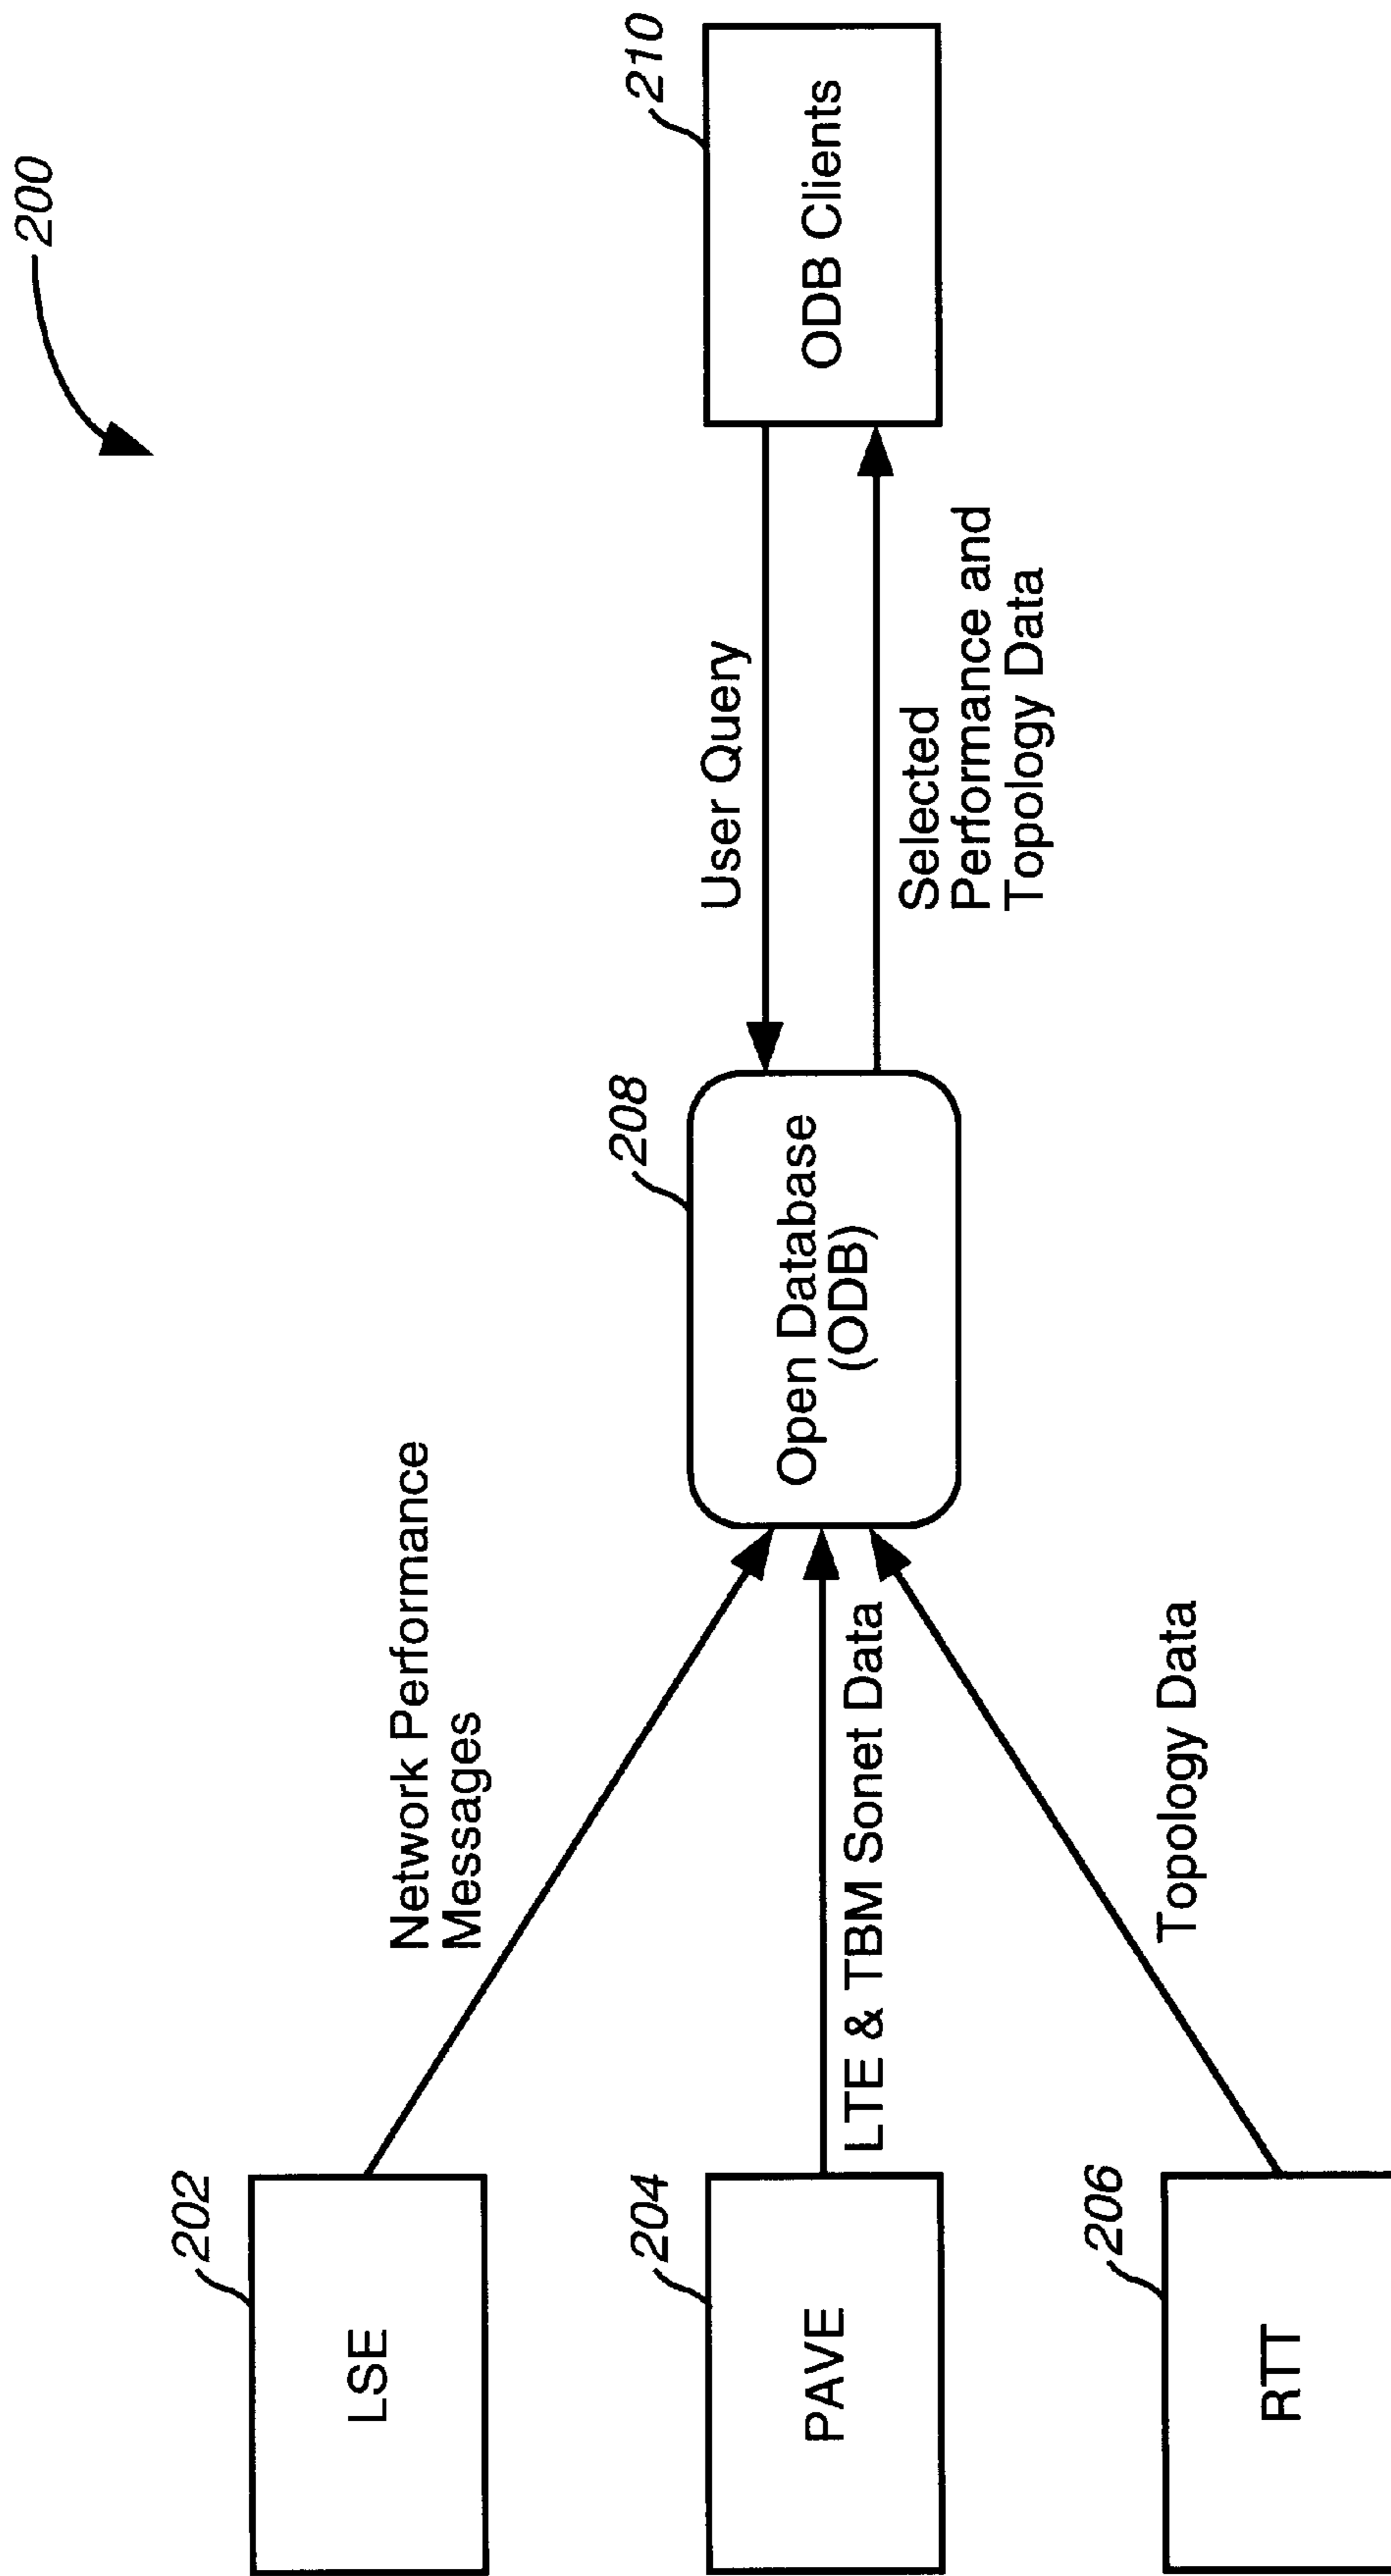 200
202
LSE
Network Performance
Messages
204
PAVE
LTE & TBM Sonet Data
206
RTT
Topology Data
208
Open Database
(ODB)
User Query
Selected
Performance and
Topology Data
210
ODB Clients